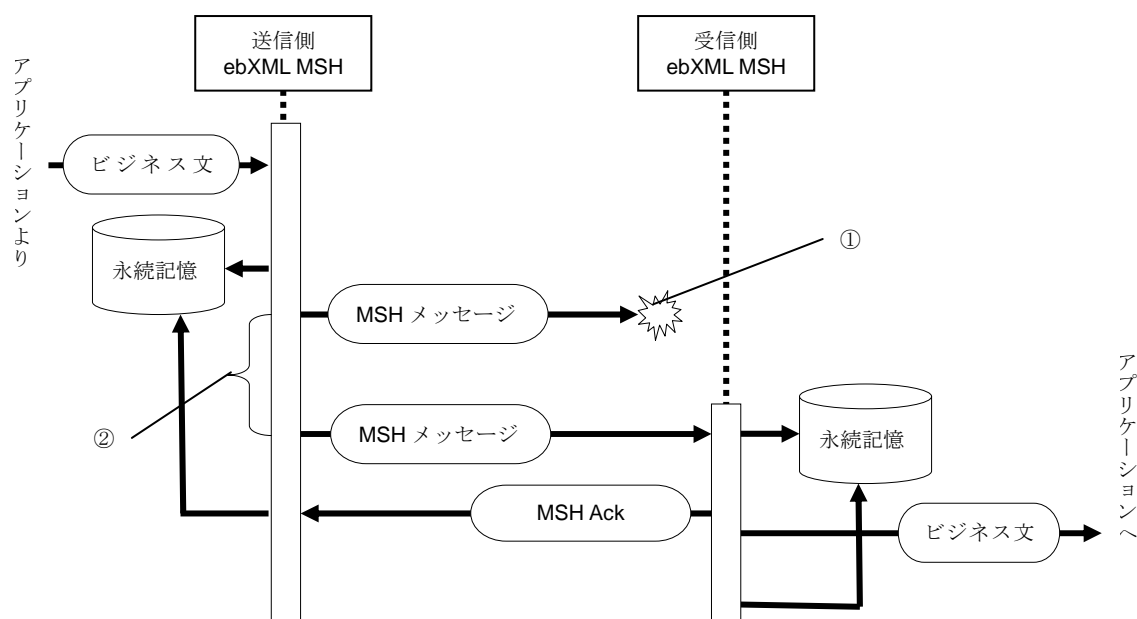 送信側
ebXML MSH
受信側
ebXML MSH
アプリケーションより
ビジネス文
永続記憶
①
MSH メッセージ
アプリケーションへ
②
MSH メッセージ
永続記憶
MSH Ack
ビジネス文